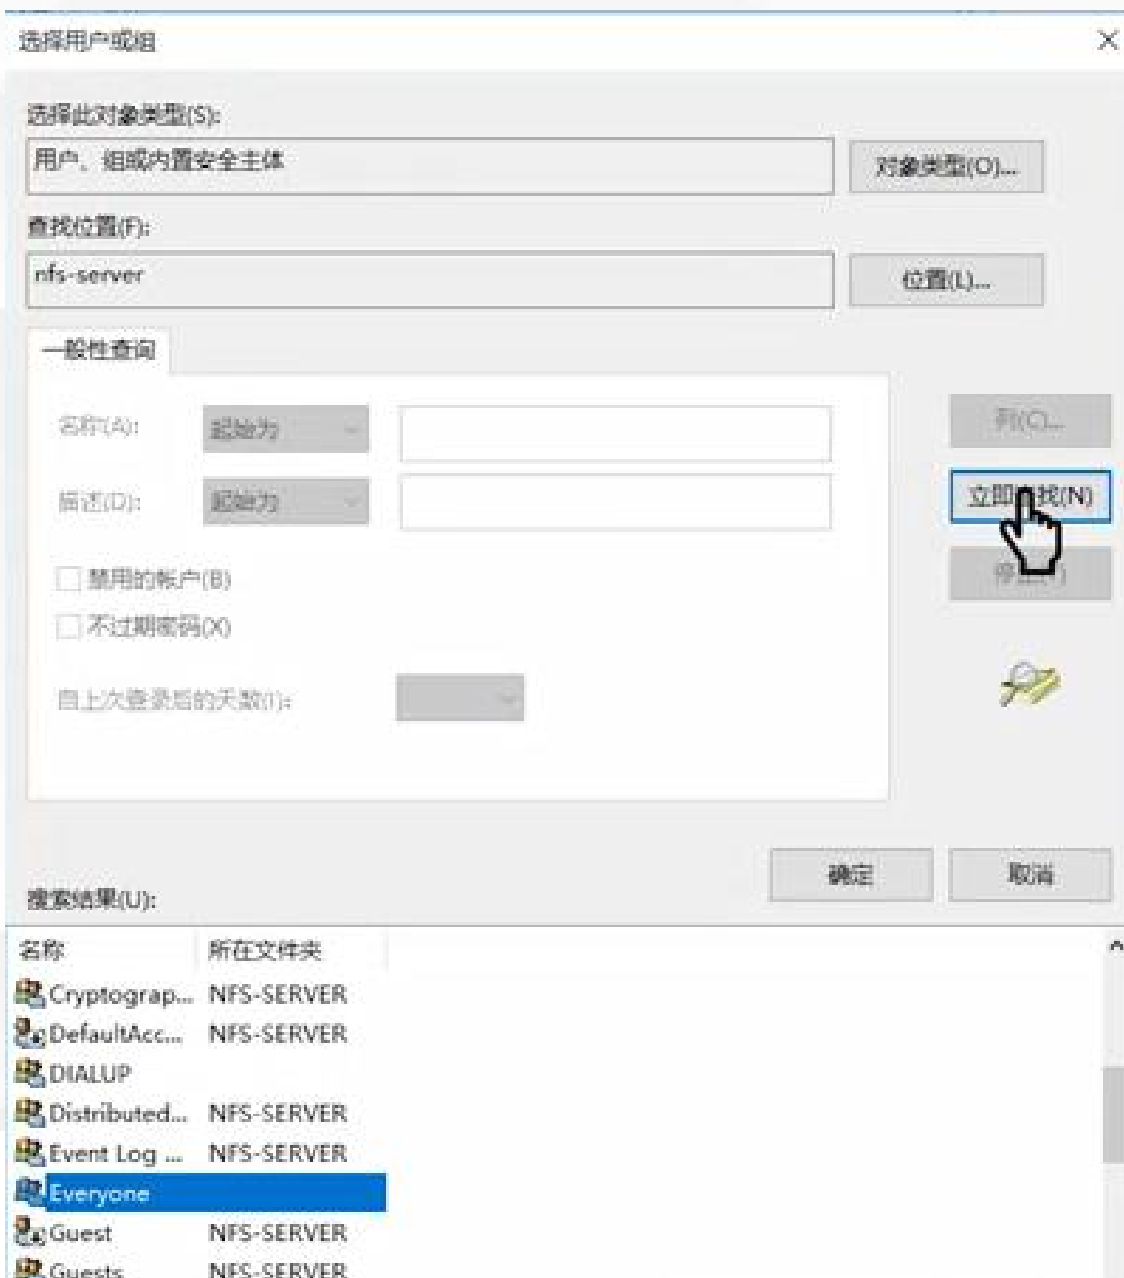 选择用户或组
选择此对象类型(S):
用户、组或内置安全主体
对象类型(O)...
查找位置(F):
nfs-server
位置(L)...
一般性查询
名称(A):
起始为
列(C)...
描述(D):
起始为
立即查找(N)
禁用的帐户(B)
不过期密码(X)
自上次登录后的天数(I):
确定
取消
搜索结果(U):
名称 所在文件夹
Cryptograp... NFS-SERVER
DefaultAcc... NFS-SERVER
DIALUP
Distributed... NFS-SERVER
Event Log ... NFS-SERVER
Everyone
Guest NFS-SERVER
Guests NFS-SERVER